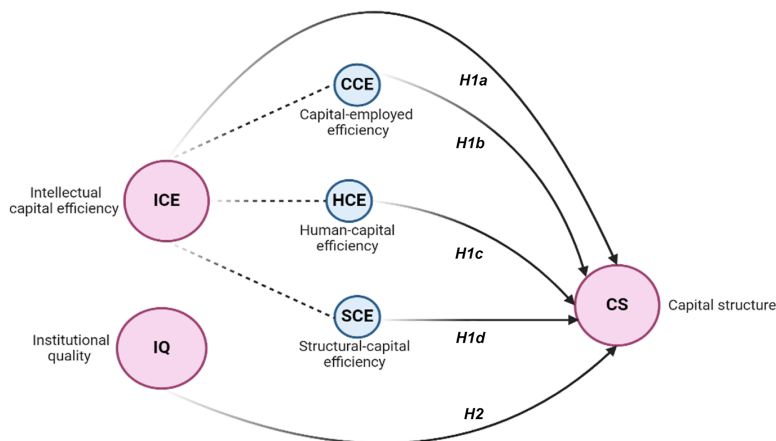 H1a
CCE
Capital-employed
efficiency
H1b
Intellectual
capital efficiency
ICE
HCE
Human-capital
efficiency
H1c
CS
Capital structure
SCE
Structural-capital
efficiency
H1d
Institutional
quality
IQ
H2